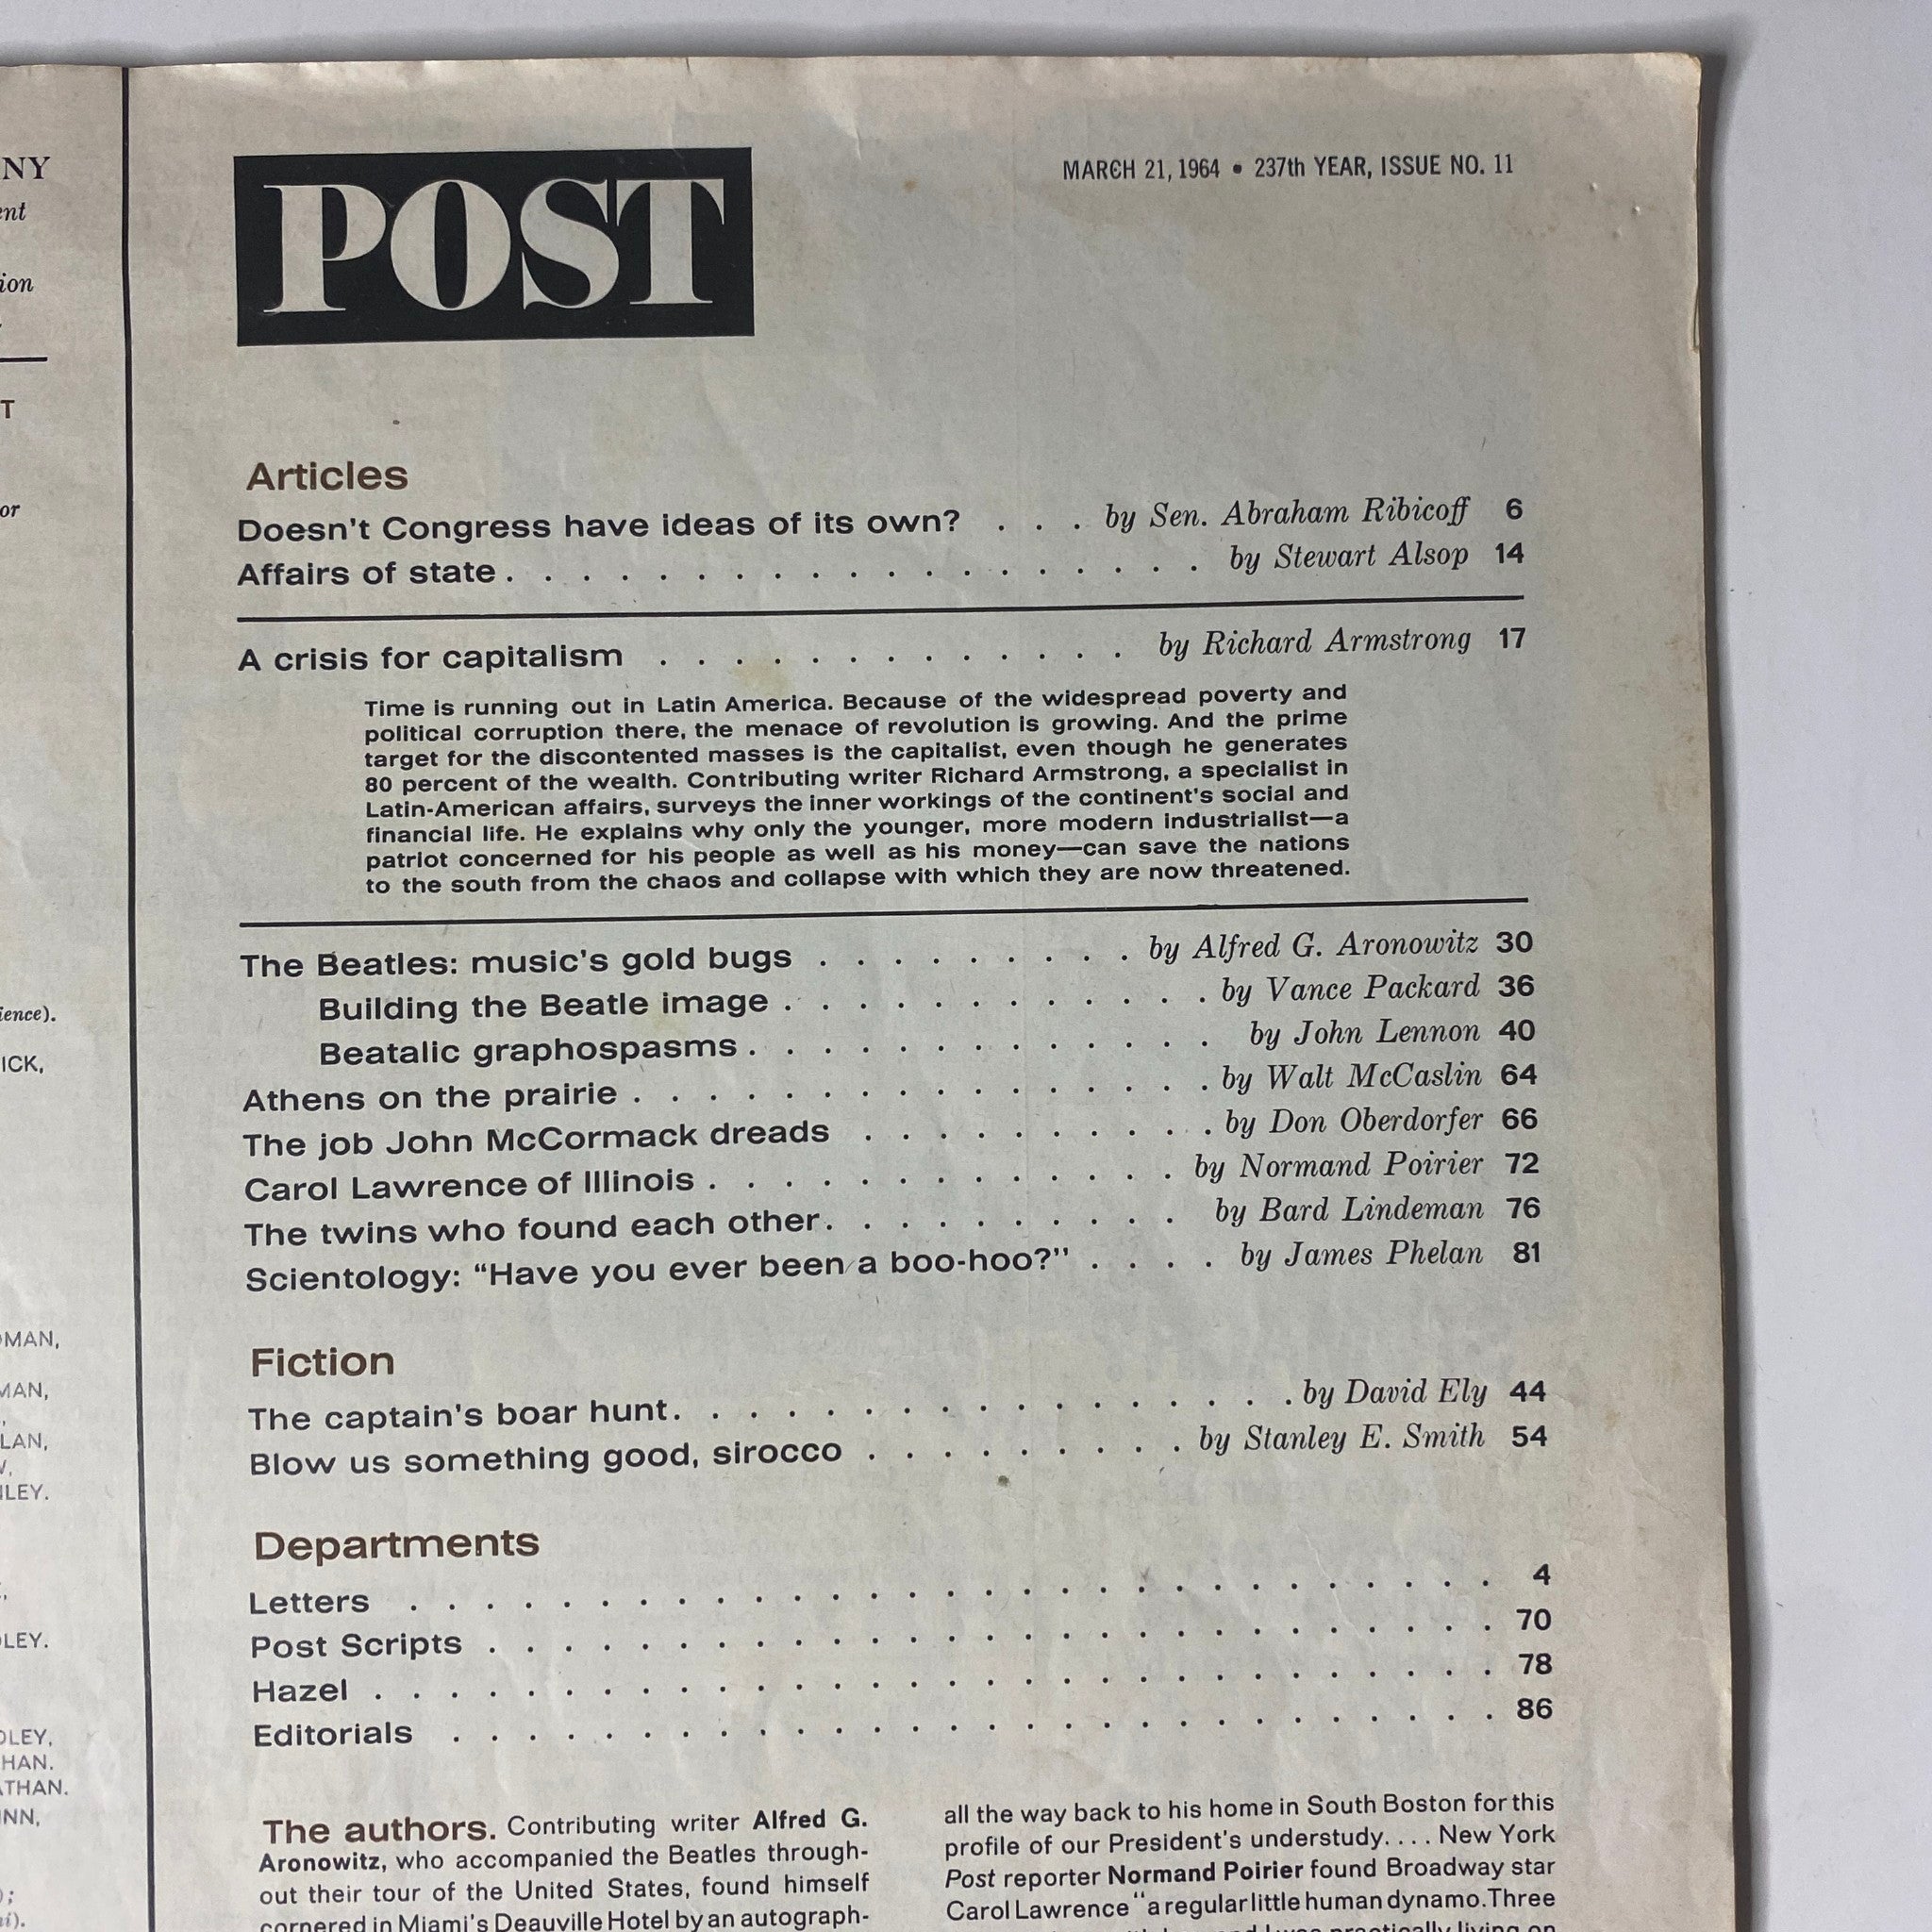 NY
POST
MARCH 21, 1964 • 237th YEAR, ISSUE NO. 11
Articles
Doesn't Congress have ideas of its own? . . . by Sen. Abraham Ribicoff 6
Affairs of state . . . . . . . . . . . . . . . . . . . by Stewart Alsop 14
A crisis for capitalism . . . . . . . . . . . . . by Richard Armstrong 17
Time is running out in Latin America. Because of the widespread poverty and
political corruption there, the menace of revolution is growing. And the prime
target for the discontented masses is the capitalist, even though he generates
80 percent of the wealth. Contributing writer Richard Armstrong, a specialist in
Latin-American affairs, surveys the inner workings of the continent's social and
financial life. He explains why only the younger, more modern industrialist—a
patriot concerned for his people as well as his money—can save the nations
to the south from the chaos and collapse with which they are now threatened.
The Beatles: music's gold bugs . . . . . . . . . by Alfred G. Aronowitz 30
Building the Beatle image . . . . . . . . . . . . by Vance Packard 36
Beatalic graphospasms . . . . . . . . . . . . . by John Lennon 40
Athens on the prairie . . . . . . . . . . . . . . . . by Walt McCaslin 64
The job John McCormack dreads . . . . . . . . . . by Don Oberdorfer 66
Carol Lawrence of Illinois . . . . . . . . . . . . . by Normand Poirier 72
The twins who found each other . . . . . . . . . . by Bard Lindeman 76
Scientology: “Have you ever been a boo-hoo?” . . . . by James Phelan 81
Fiction
The captain's boar hunt . . . . . . . . . . . . . . . . . by David Ely 44
Blow us something good, sirocco . . . . . . . . . by Stanley E. Smith 54
Departments
Letters . . . . . . . . . . . . . . . . . . . . . . . . . 4
Post Scripts . . . . . . . . . . . . . . . . . . . . . . . 70
Hazel . . . . . . . . . . . . . . . . . . . . . . . . . . 78
Editorials . . . . . . . . . . . . . . . . . . . . . . . . 86
The authors. Contributing writer Alfred G.
Aronowitz, who accompanied the Beatles through-
out their tour of the United States, found himself
cornered in Miami's Deauville Hotel by an autograph-
all the way back to his home in South Boston for this
profile of our President's understudy. . . . New York
Post reporter Normand Poirier found Broadway star
Carol Lawrence “a regular little human dynamo. Three